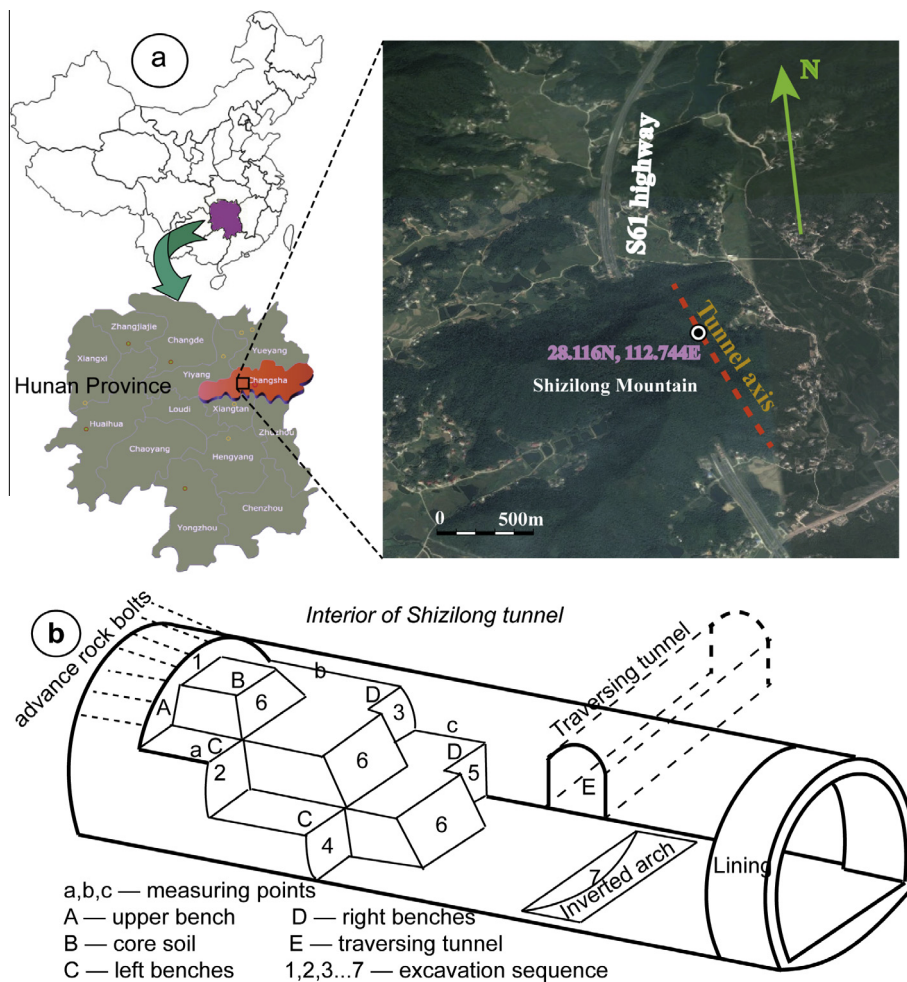 a
N
S61 highway
Zhangjiajie
Changde
Yueyang
Xiangxi
Yiyang
Changsha
Hunan Province
Loudi
Xiangtan
Huaihua
Zhuzhou
Chaoyang
Hengyang
Chenzhou
Yongzhou
Tunnel axis
28.116N, 112.744E
Shizilong Mountain
0 500m
b
Interior of Shizilong tunnel
advance rock bolts
Traversing tunnel
1
b
B
6
D
A
3
c
a
C
D
2
6
5
E
C
6
4
7
Inverted arch
Lining
a,b,c — measuring points
A — upper bench
D — right benches
B — core soil
E — traversing tunnel
C — left benches
1,2,3...7 — excavation sequence